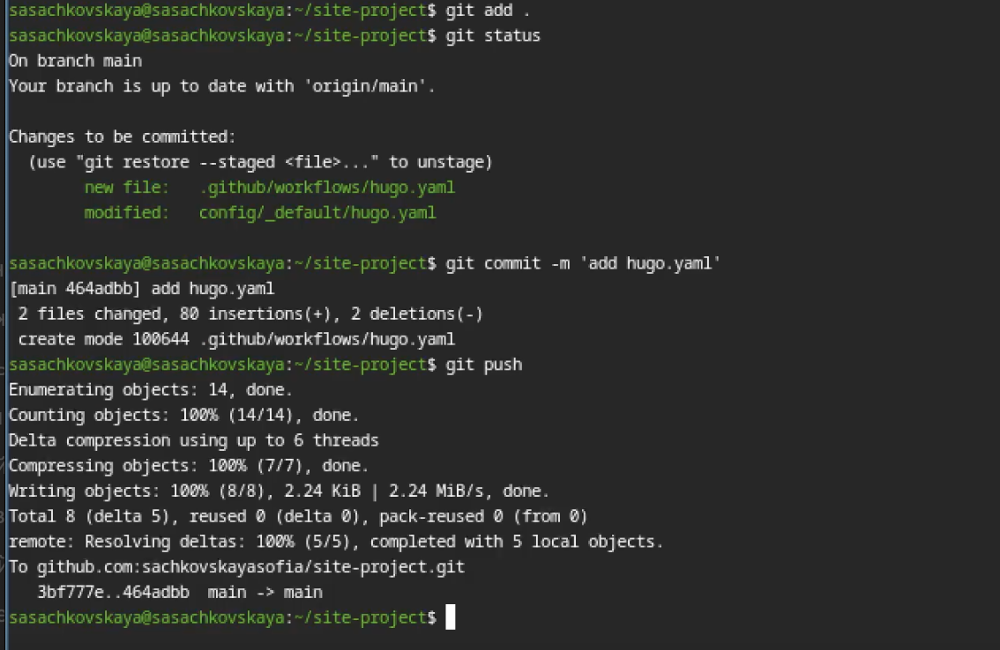 sasachkovskaya@sasachkovskaya:~/site-project$ git add .
sasachkovskaya@sasachkovskaya:~/site-project$ git status
On branch main
Your branch is up to date with 'origin/main'.
Changes to be committed:
  (use "git restore --staged <file>..." to unstage)
        new file:   .github/workflows/hugo.yaml
        modified:   config/_default/hugo.yaml
sasachkovskaya@sasachkovskaya:~/site-project$ git commit -m 'add hugo.yaml'
[main 464adbb] add hugo.yaml
 2 files changed, 80 insertions(+), 2 deletions(-)
 create mode 100644 .github/workflows/hugo.yaml
sasachkovskaya@sasachkovskaya:~/site-project$ git push
Enumerating objects: 14, done.
Counting objects: 100% (14/14), done.
Delta compression using up to 6 threads
Compressing objects: 100% (7/7), done.
Writing objects: 100% (8/8), 2.24 KiB | 2.24 MiB/s, done.
Total 8 (delta 5), reused 0 (delta 0), pack-reused 0 (from 0)
remote: Resolving deltas: 100% (5/5), completed with 5 local objects.
To github.com:sachkovskayasofia/site-project.git
   3bf777e..464adbb  main -> main
sasachkovskaya@sasachkovskaya:~/site-project$